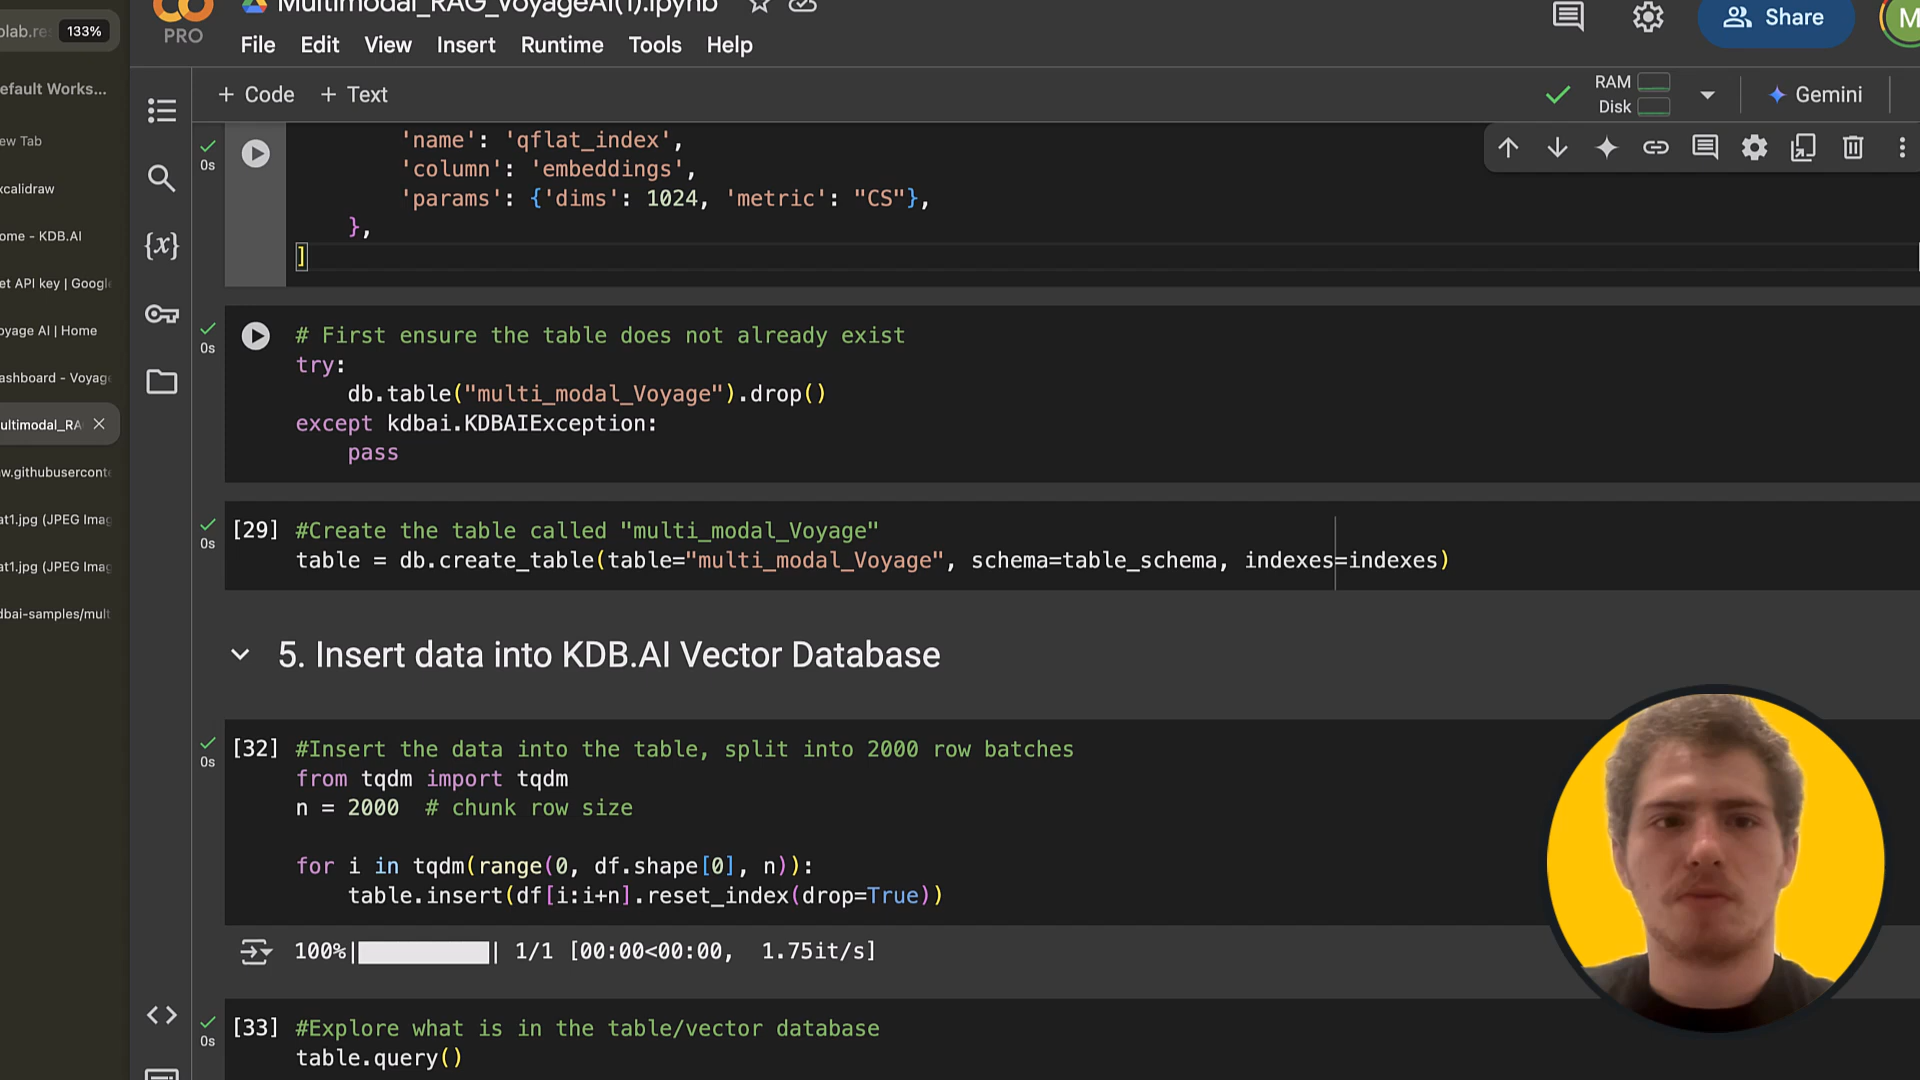 133%
Multimodal_RAG_VoyageAI(1).ipynb
PRO
File Edit View Insert Runtime Tools Help
Share
M
+ Code + Text
RAM
Disk
Gemini
efault Works...
ew Tab
xcalidraw
ome - KDB.AI
et API key | Google
oyage AI | Home
ashboard - Voyag
ultimodal_RA
w.githubuserconte
at1.jpg (JPEG Imag
at1.jpg (JPEG Imag
dbai-samples/mult
0s
'name': 'qflat_index',
'column': 'embeddings',
'params': {'dims': 1024, 'metric': "CS"},
},
]
0s
# First ensure the table does not already exist
try:
db.table("multi_modal_Voyage").drop()
except kdbai.KDBAIException:
pass
0s
[29] #Create the table called "multi_modal_Voyage"
table = db.create_table(table="multi_modal_Voyage", schema=table_schema, indexes=indexes)
5. Insert data into KDB.AI Vector Database
0s
[32] #Insert the data into the table, split into 2000 row batches
from tqdm import tqdm
n = 2000 # chunk row size
for i in tqdm(range(0, df.shape[0], n)):
table.insert(df[i:i+n].reset_index(drop=True))
100%| | 1/1 [00:00<00:00, 1.75it/s]
0s
[33] #Explore what is in the table/vector database
table.query()